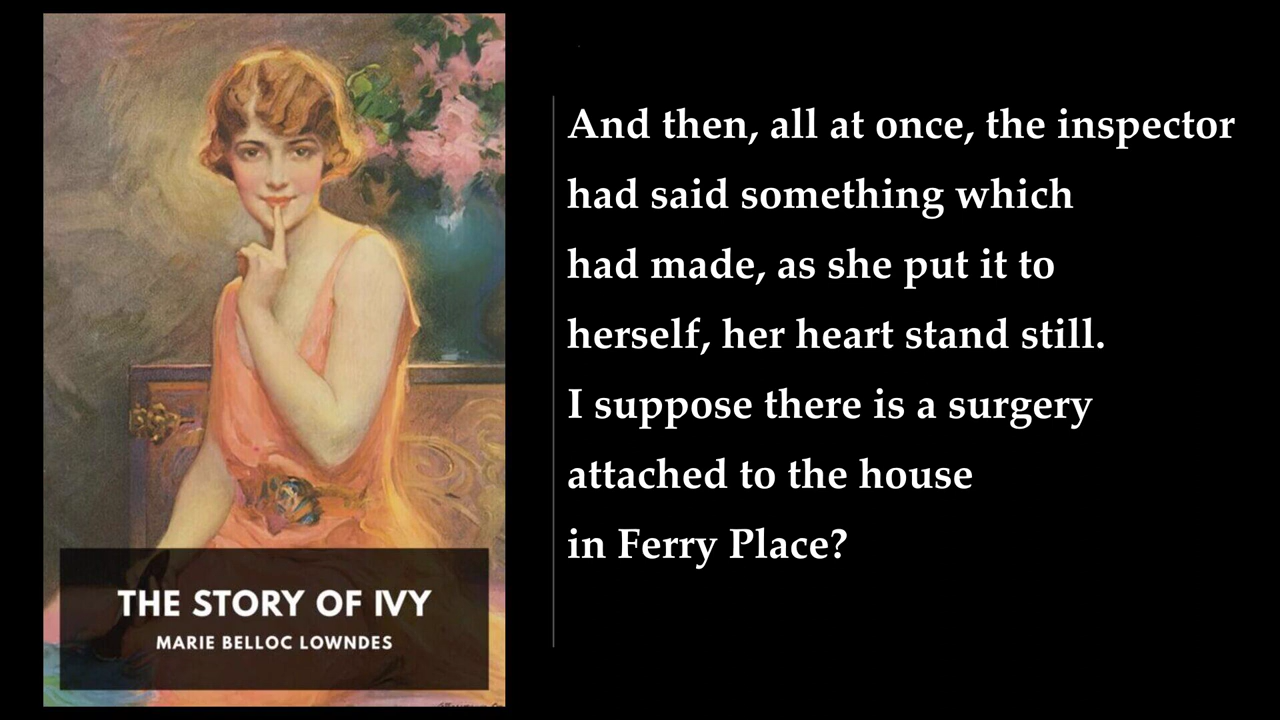 THE STORY OF IVY
MARIE BELLOC LOWNDES
And then, all at once, the inspector
had said something which
had made, as she put it to
herself, her heart stand still.
I suppose there is a surgery
attached to the house
in Ferry Place?